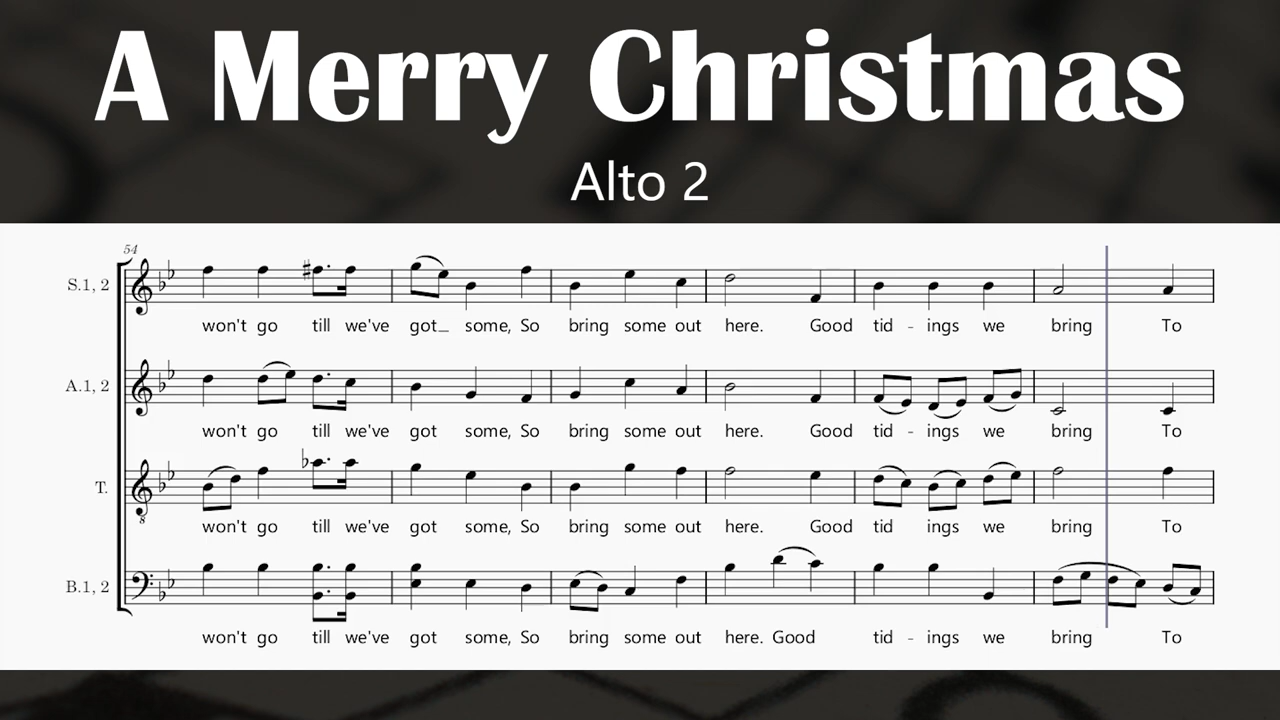 A Merry Christmas
Alto 2
54
S.1, 2
won't go till we've got_ some, So bring some out here. Good tid - ings we bring To
A.1, 2
won't go till we've got some, So bring some out here. Good tid - ings we bring To
T.
8
won't go till we've got some, So bring some out here. Good tid ings we bring To
B.1, 2
won't go till we've got some, So bring some out here. Good tid - ings we bring To